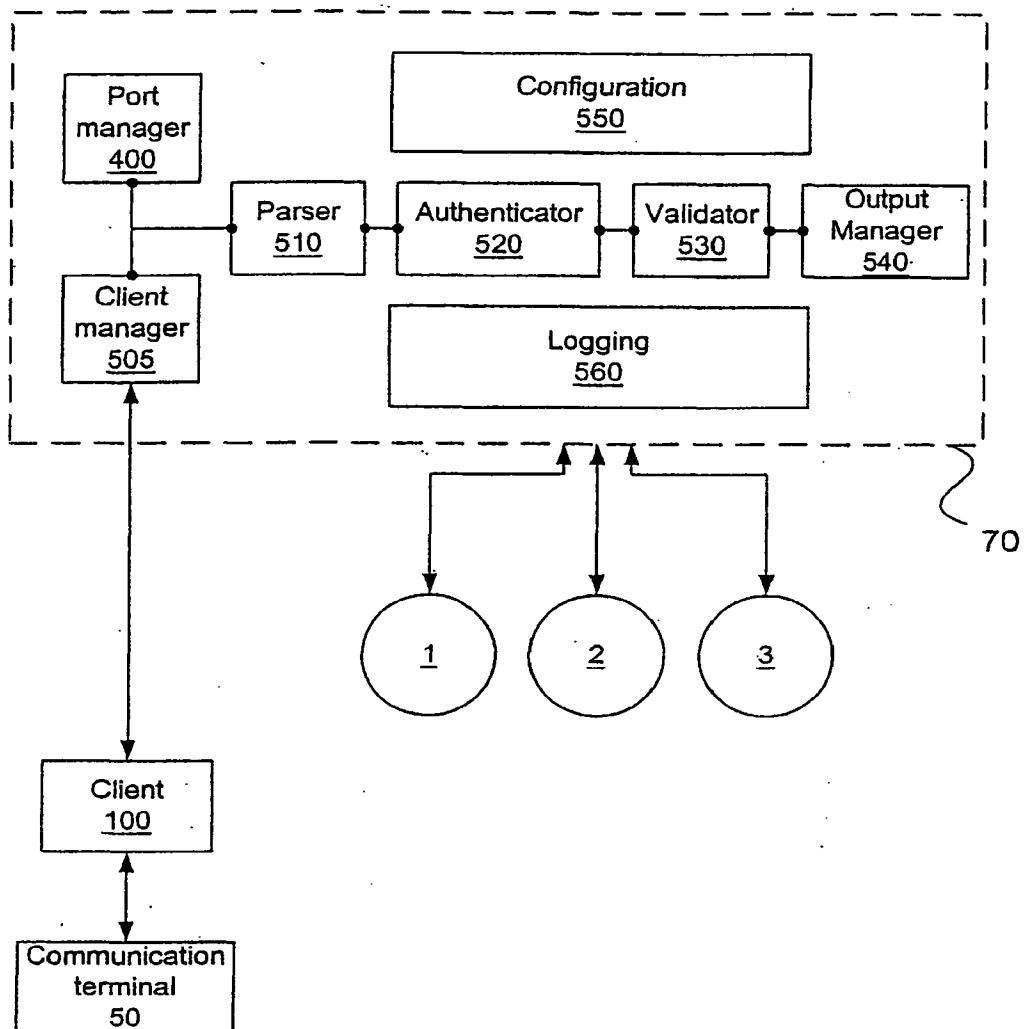 Port
manager
400
Configuration
550
Parser
510
Authenticator
520
Validator
530
Output
Manager
540
Client
manager
505
Logging
560
70
1
2
3
Client
100
Communication
terminal
50